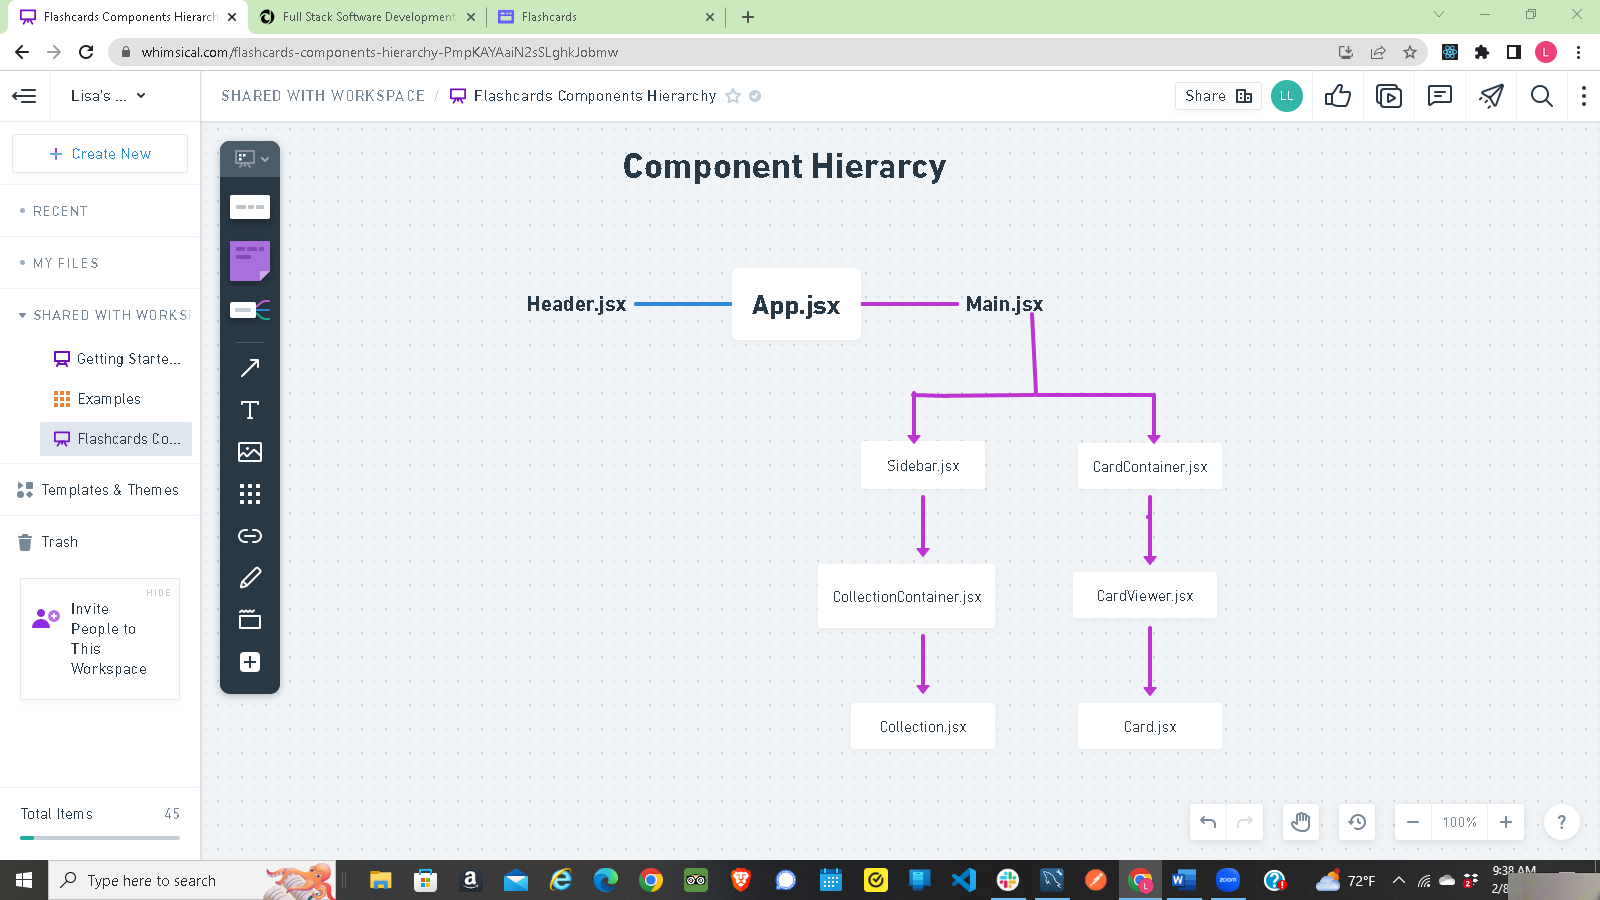 Flashcards Components Hierarch
Full Stack Software Development
Flashcards
whimsical.com/flashcards-components-hierarchy-PmpKAYAaiN2sSLghkJobmw
L
Lisa's ...
SHARED WITH WORKSPACE / Flashcards Components Hierarchy
Share
LL
Create New
RECENT
MY FILES
SHARED WITH WORKS
Getting Starte...
Examples
Flashcards Co...
Templates & Themes
Trash
HIDE
Invite
People to
This
Workspace
Total Items 45
Component Hierarcy
Header.jsx
App.jsx
Main.jsx
Sidebar.jsx
CardContainer.jsx
CollectionContainer.jsx
CardViewer.jsx
Collection.jsx
Card.jsx
100%
?
Type here to search
zoom
72°F
9:38 AM
2/8